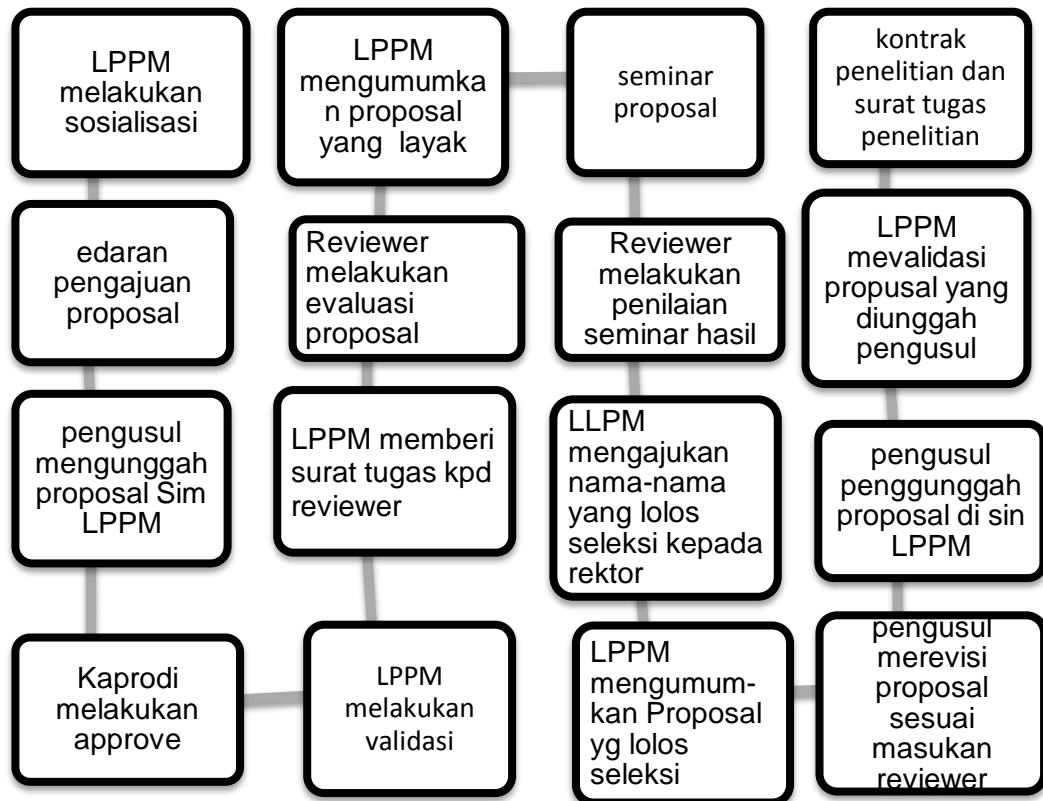 LPPM
melakukan
sosialisasi
edaran
pengajuan
proposal
pengusul
mengunggah
proposal Sim
LPPM
Kaprodi
melakukan
approve
LPPM
melakukan
validasi
LPPM memberi
surat tugas kpd
reviewer
Reviewer
melakukan
evaluasi
proposal
LPPM
mengumumka
n proposal
yang layak
seminar
proposal
Reviewer
melakukan
penilaian
seminar hasil
LLPM
mengajukan
nama-nama
yang lolos
seleksi kepada
rektor
LPPM
mengumum-
kan Proposal
yg lolos
seleksi
pengusul
merevisi
proposal
sesuai
masukan
reviewer
pengusul
penggunggah
proposal di sin
LPPM
LPPM
mevalidasi
propusal yang
diunggah
pengusul
kontrak
penelitian dan
surat tugas
penelitian